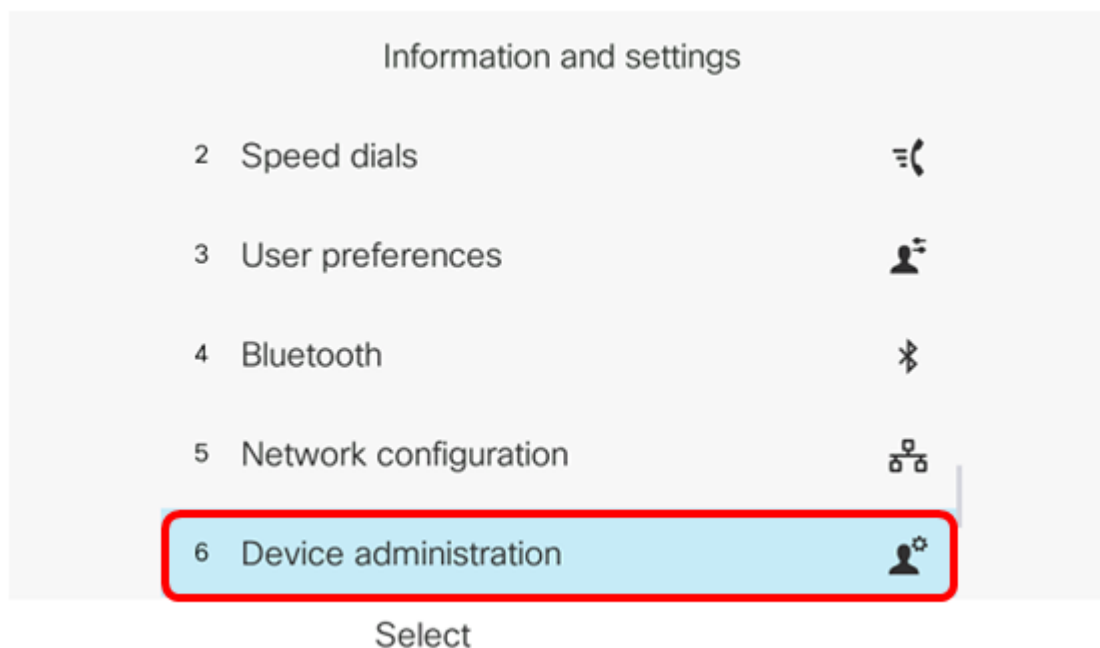 Information and settings
2 Speed dials
3 User preferences
4 Bluetooth
5 Network configuration
6 Device administration
Select